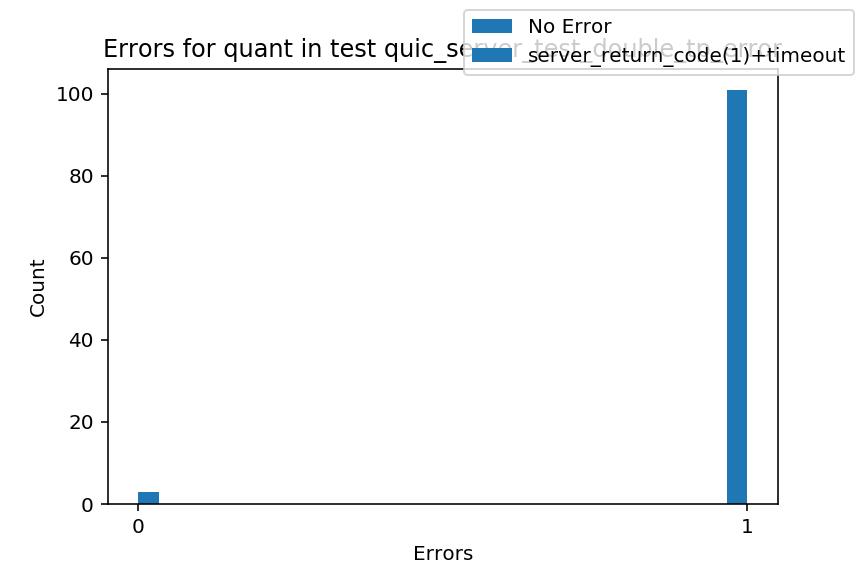 No Error
server_return_code(1)+timeout
Errors for quant in test quic_server_test_double_tp_error
100
80
60
40
20
0
Count
0 1
Errors